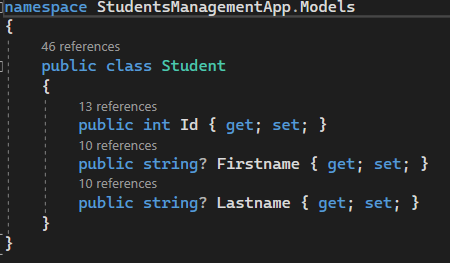 namespace StudentsManagementApp.Models
{
46 references
public class Student
{
13 references
public int Id { get; set; }
10 references
public string? Firstname { get; set; }
10 references
public string? Lastname { get; set; }
}
}